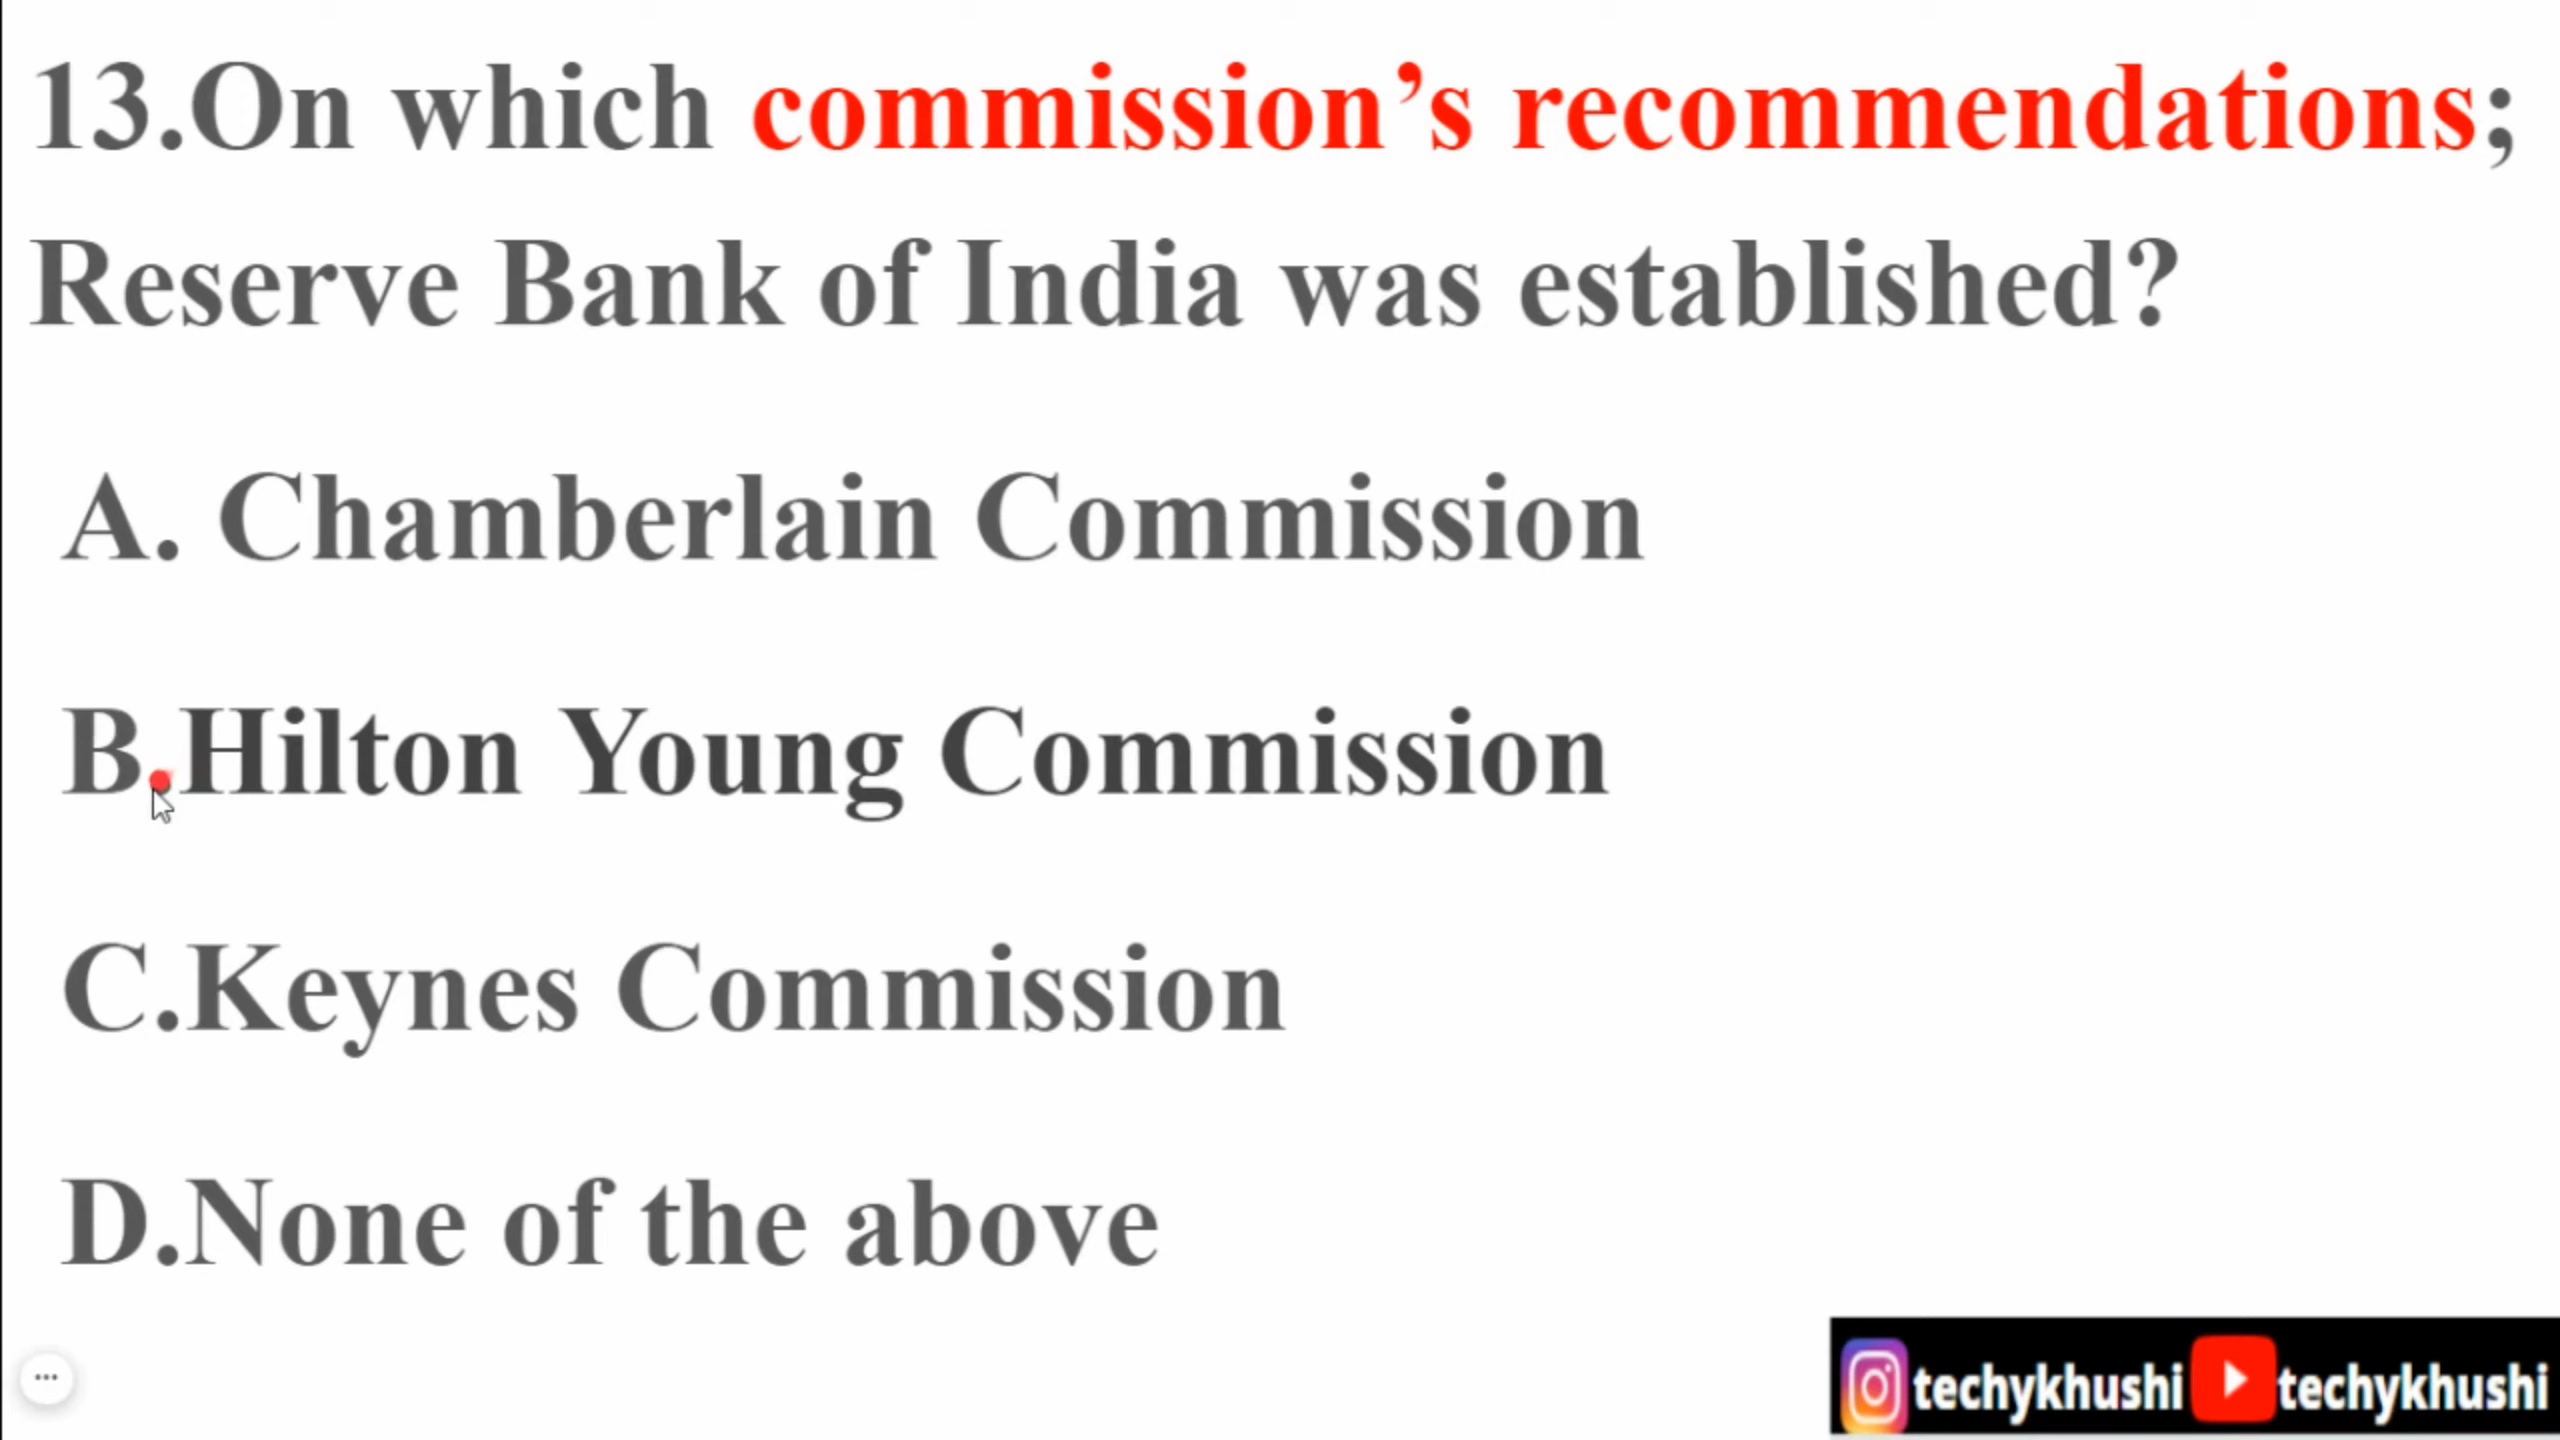 13.On which commission’s recommendations;
Reserve Bank of India was established?
A. Chamberlain Commission
B.Hilton Young Commission
C.Keynes Commission
D.None of the above
techykhushi techykhushi